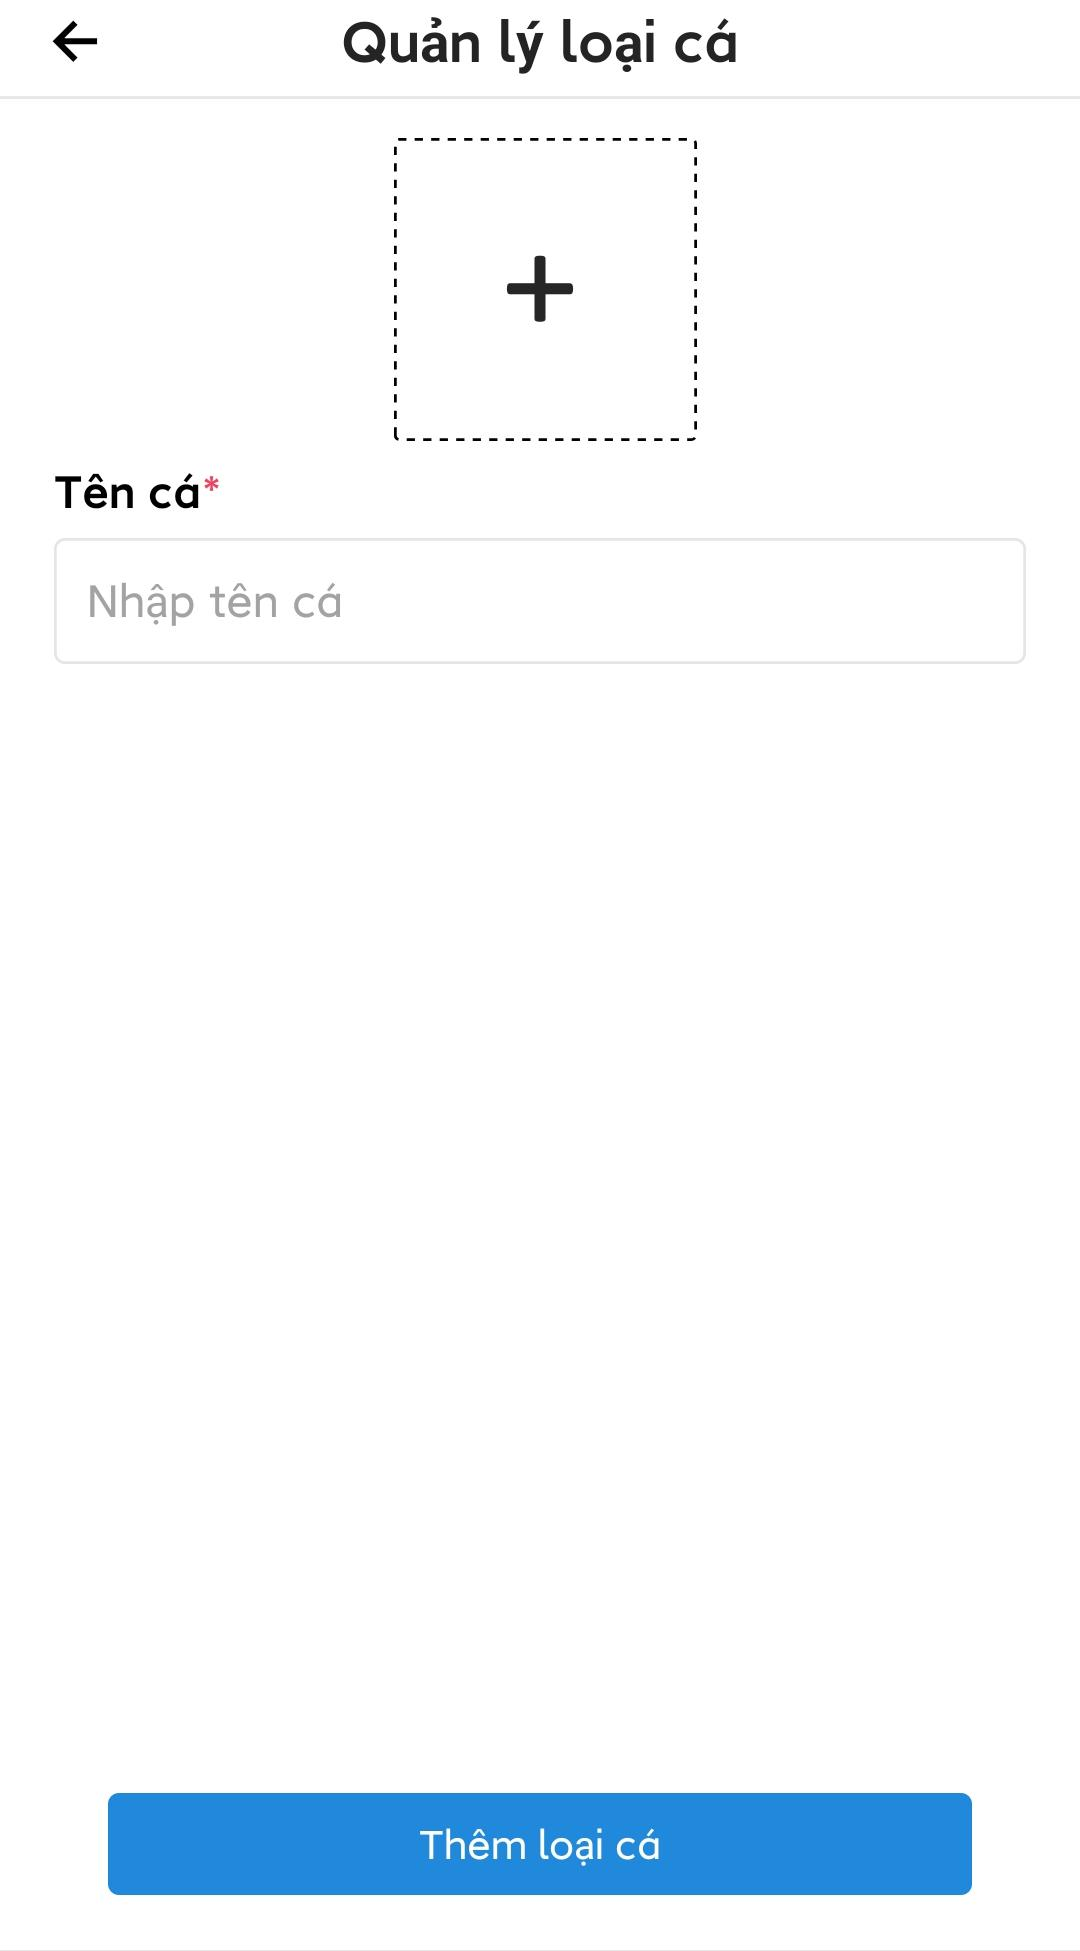 Quản lý loại cá
Tên cá*
Nhập tên cá
Thêm loại cá